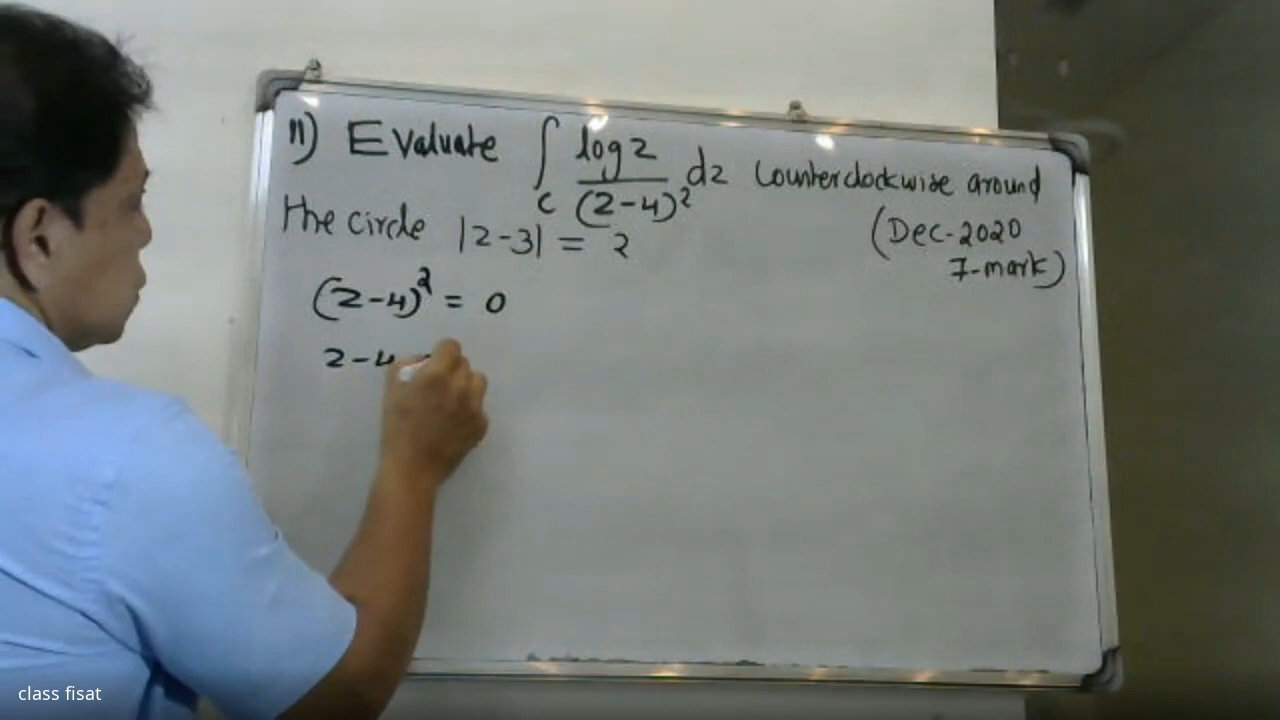 11) Evaluate ∫_C log z / (z-4)² dz Counterclockwise around
the circle |z-3| = 2
(Dec-2020
7-mark)
(z-4)² = 0
z-4
class fisat